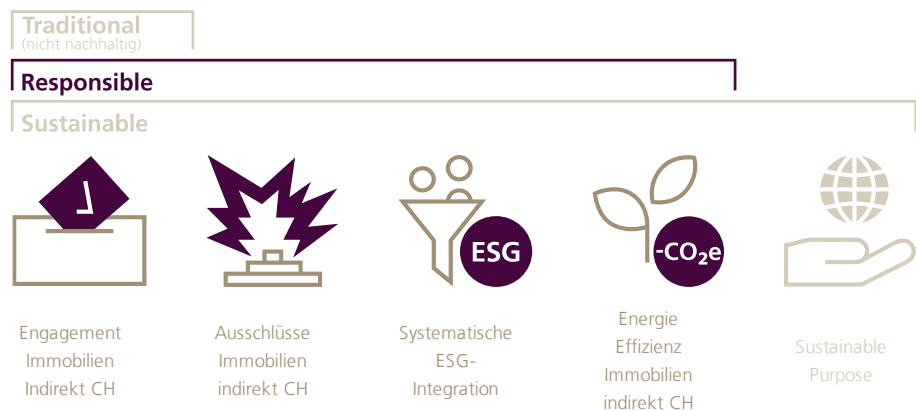 Traditional
(nicht nachhaltig)
Responsible
Sustainable
ESG
-CO₂e
Engagement
Immobilien
Indirekt CH
Ausschlüsse
Immobilien
indirekt CH
Systematische
ESG-
Integration
Energie
Effizienz
Immobilien
indirekt CH
Sustainable
Purpose